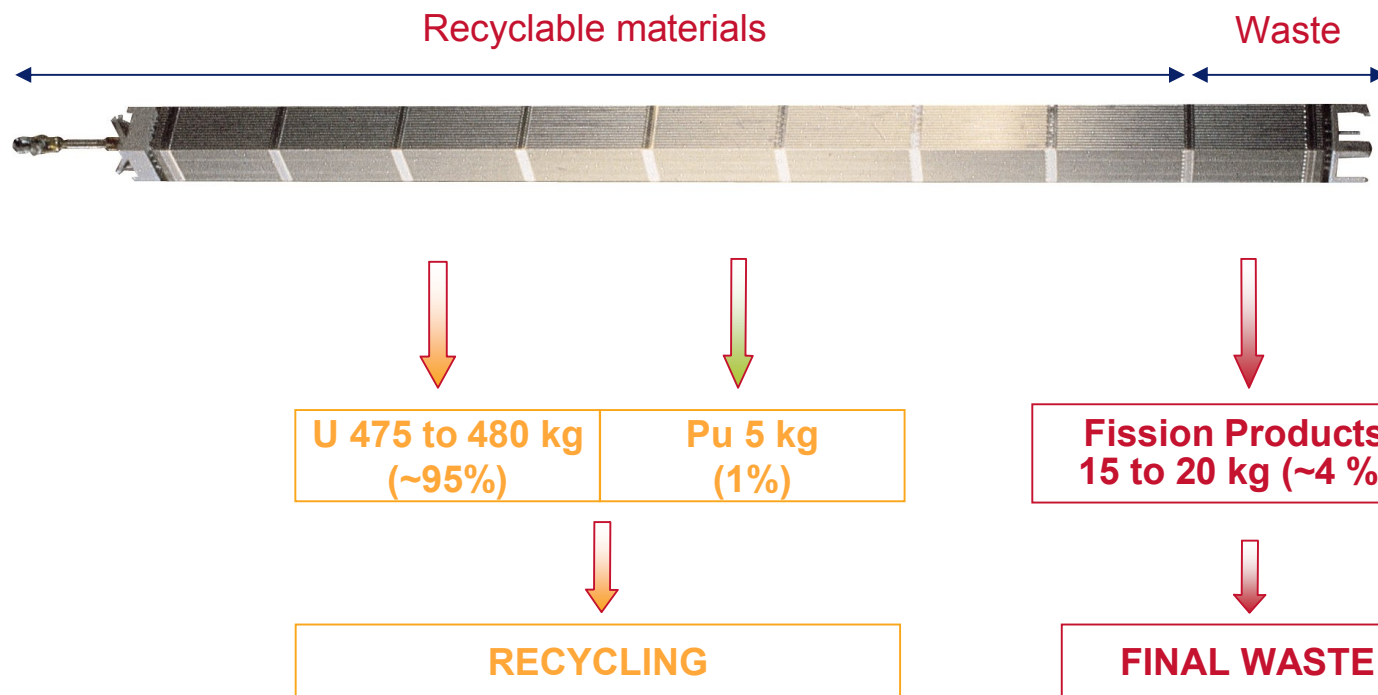 Recyclable materials
Waste
U 475 to 480 kg
(~95%)
Pu 5 kg
(1%)
Fission Products
15 to 20 kg (~4 %
RECYCLING
FINAL WASTE